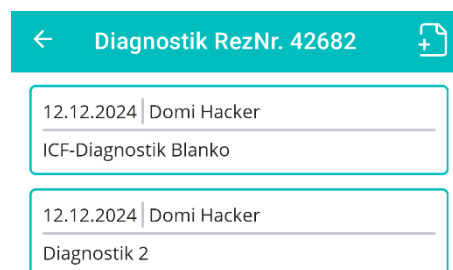 Diagnostik RezNr. 42682
12.12.2024 Domi Hacker
ICF-Diagnostik Blanko
12.12.2024 Domi Hacker
Diagnostik 2